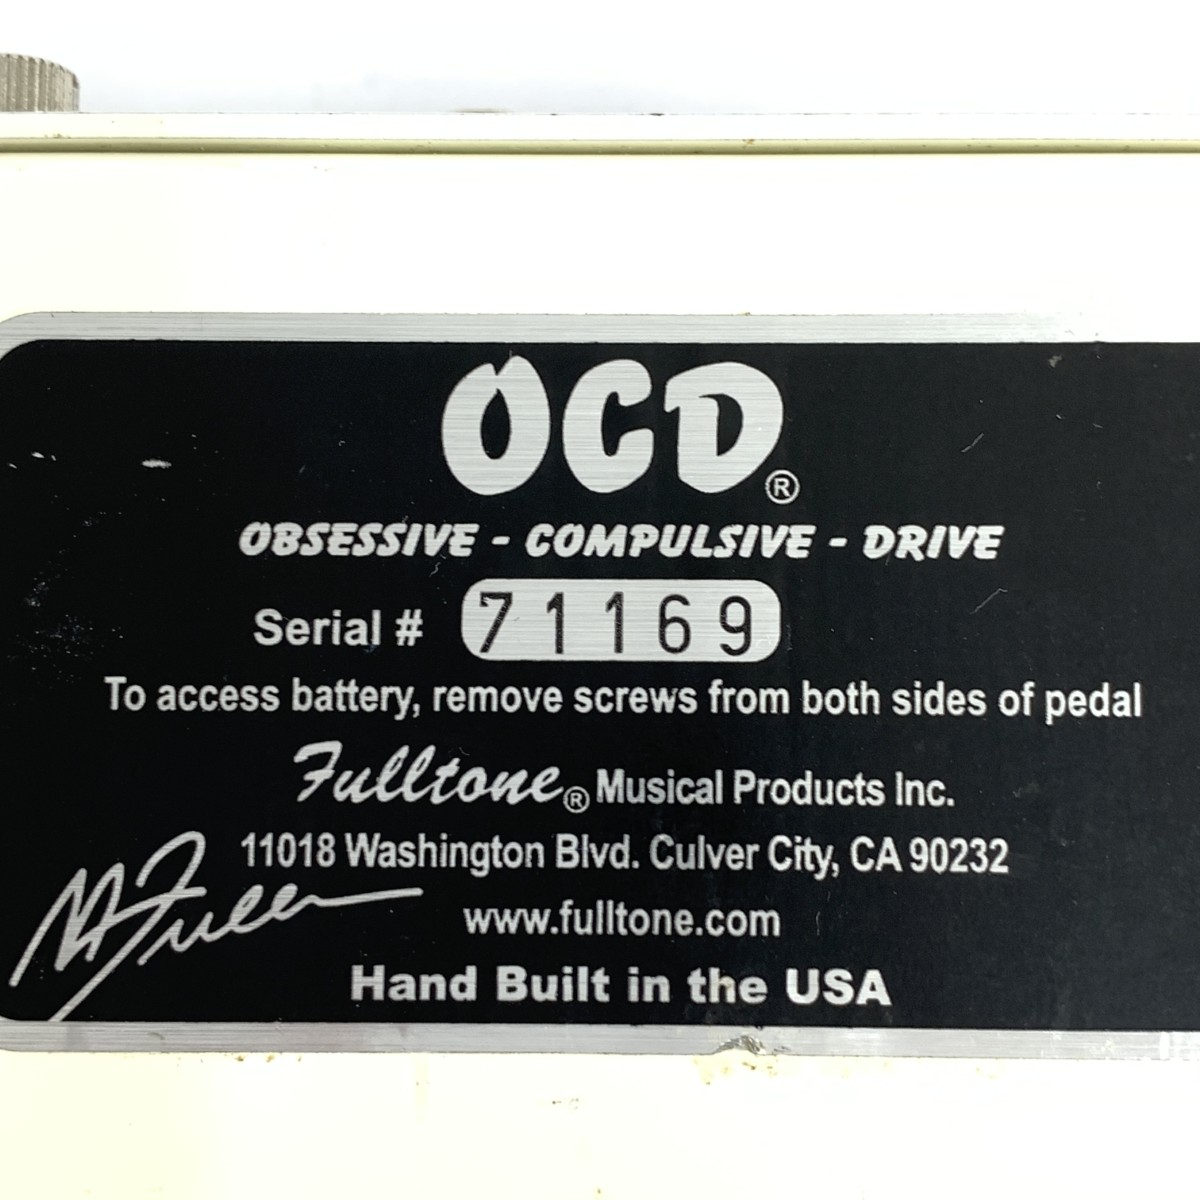 OCD®
OBSESSIVE - COMPULSIVE - DRIVE
Serial # 71169
To access battery, remove screws from both sides of pedal
Fulltone® Musical Products Inc.
11018 Washington Blvd. Culver City, CA 90232
M Fuller
www.fulltone.com
Hand Built in the USA